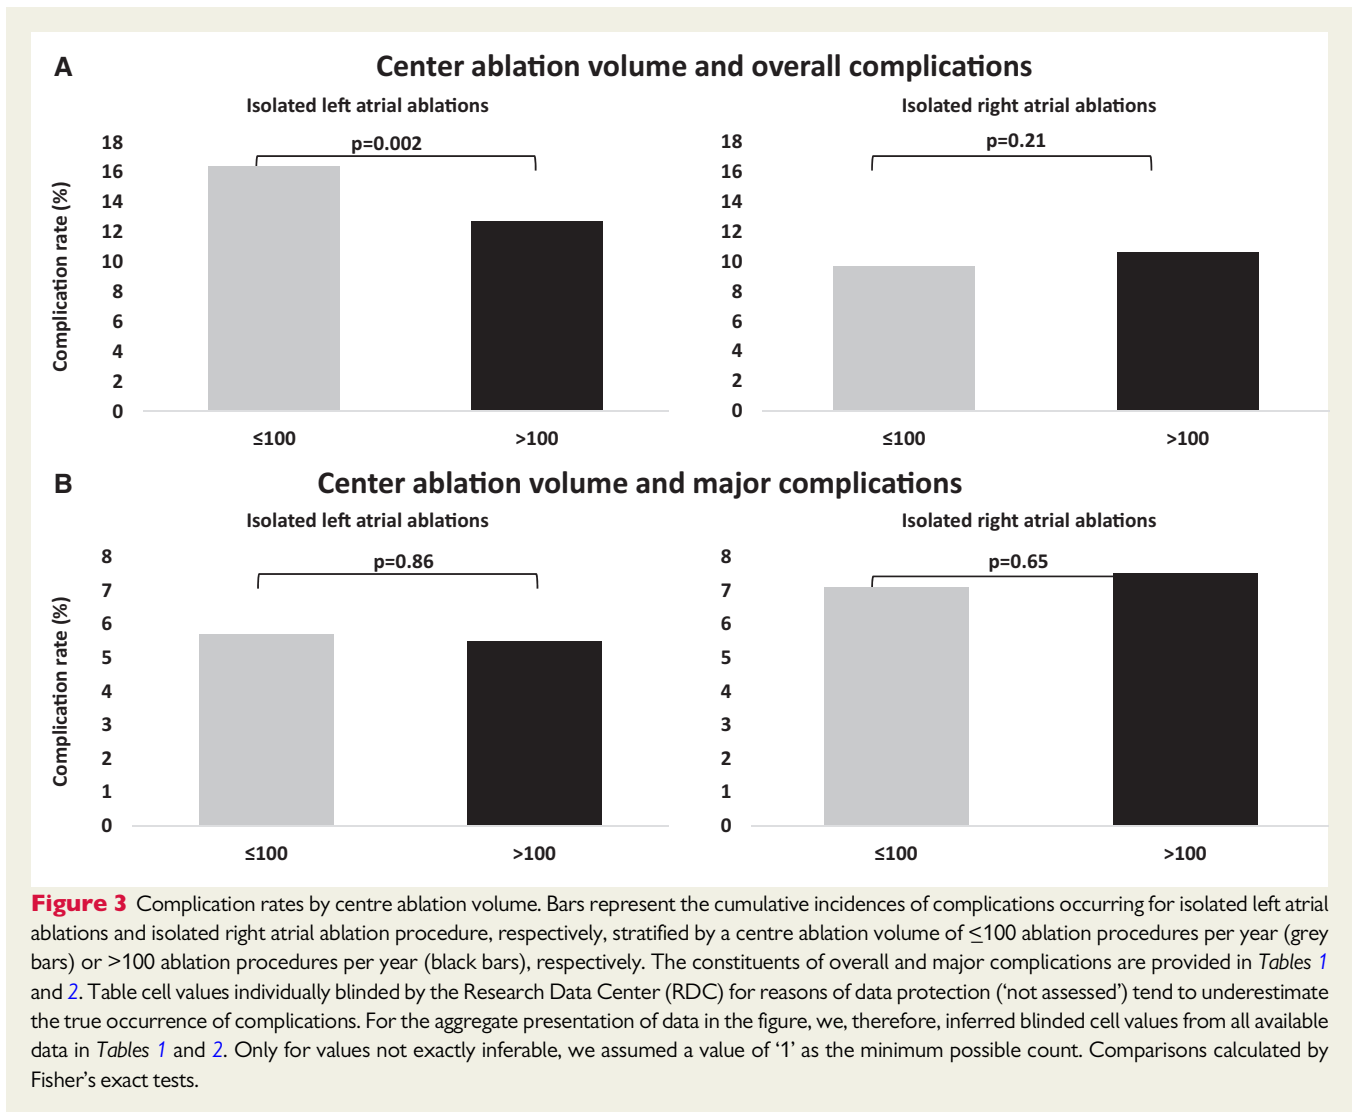 A
Center ablation volume and overall complications
Isolated left atrial ablations
Isolated right atrial ablations
Complication rate (%)
18
16
14
12
10
8
6
4
2
0
p=0.002
≤100
>100
18
16
14
12
10
8
6
4
2
0
p=0.21
≤100
>100
B
Center ablation volume and major complications
Isolated left atrial ablations
Isolated right atrial ablations
Complication rate (%)
8
7
6
5
4
3
2
1
0
p=0.86
≤100
>100
8
7
6
5
4
3
2
1
0
p=0.65
≤100
>100
Figure 3 Complication rates by centre ablation volume. Bars represent the cumulative incidences of complications occurring for isolated left atrial
ablations and isolated right atrial ablation procedure, respectively, stratified by a centre ablation volume of ≤100 ablation procedures per year (grey
bars) or >100 ablation procedures per year (black bars), respectively. The constituents of overall and major complications are provided in Tables 1
and 2. Table cell values individually blinded by the Research Data Center (RDC) for reasons of data protection (‘not assessed’) tend to underestimate
the true occurrence of complications. For the aggregate presentation of data in the figure, we, therefore, inferred blinded cell values from all available
data in Tables 1 and 2. Only for values not exactly inferable, we assumed a value of ‘1’ as the minimum possible count. Comparisons calculated by
Fisher’s exact tests.